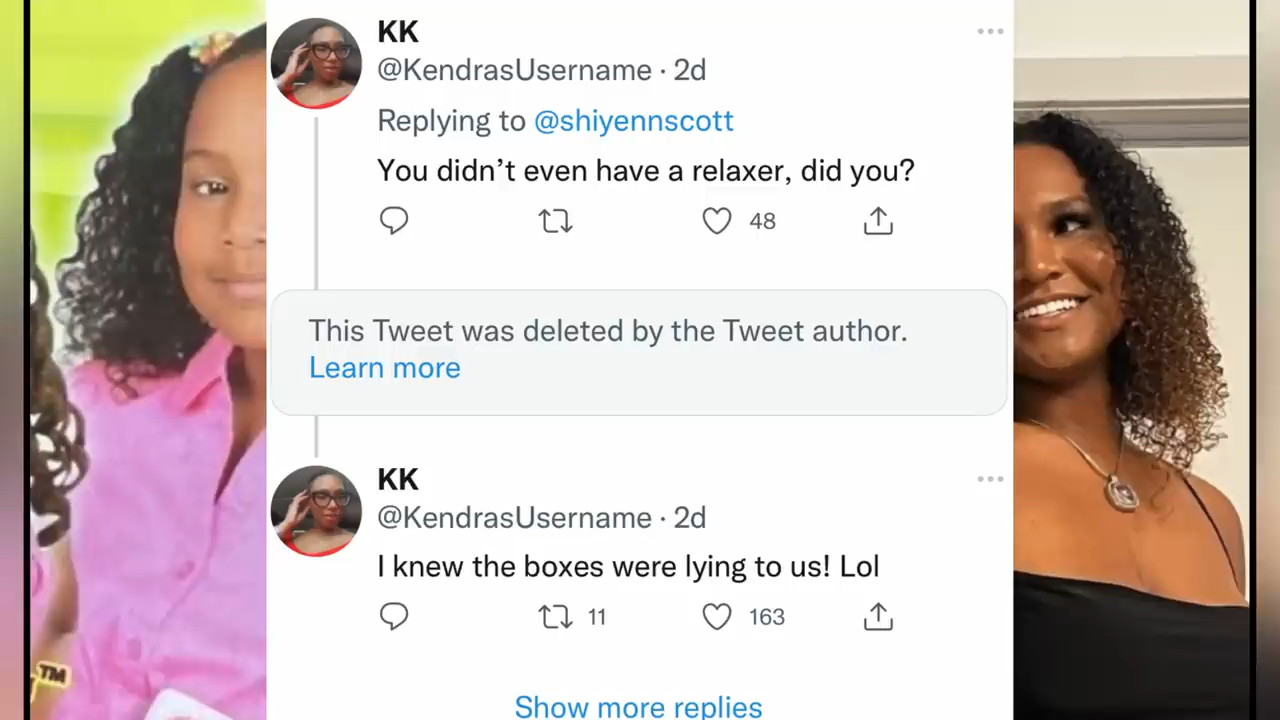 KK
@KendrasUsername · 2d
Replying to @shiyennscott
You didn’t even have a relaxer, did you?
48
This Tweet was deleted by the Tweet author.
Learn more
KK
@KendrasUsername · 2d
I knew the boxes were lying to us! Lol
11 163
Show more replies
TM